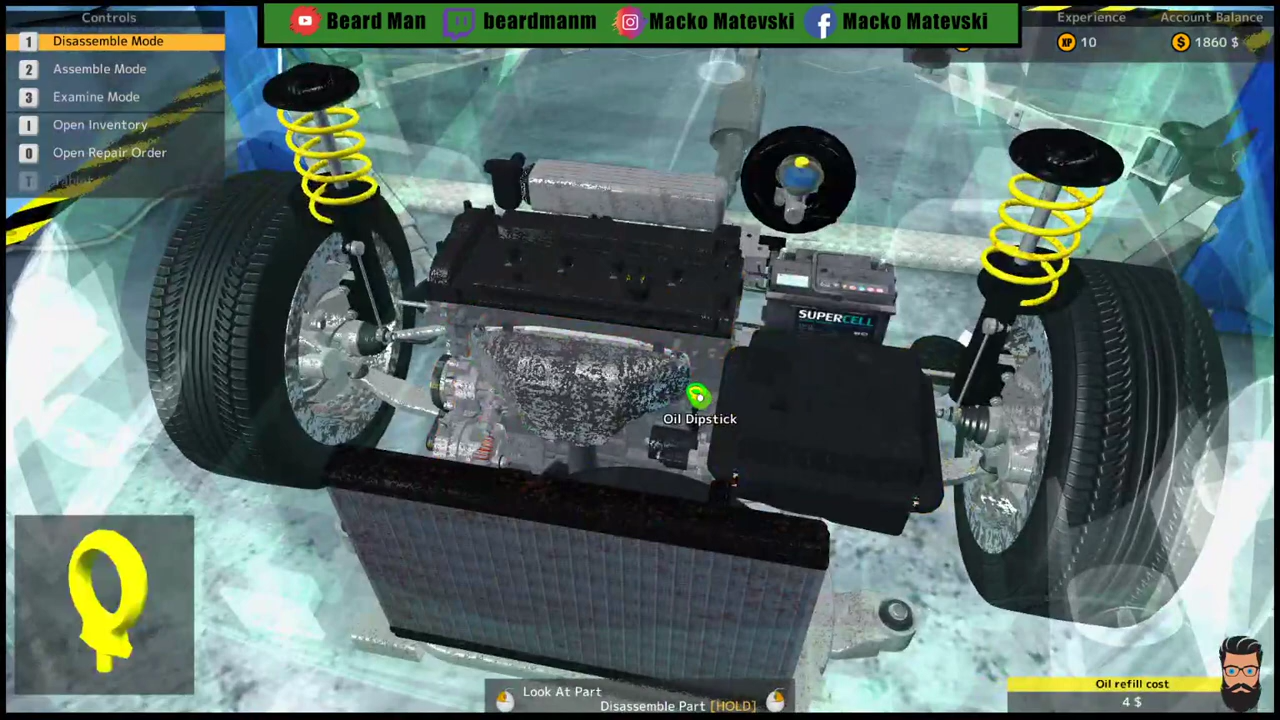 Controls
1 Disassemble Mode
2 Assemble Mode
3 Examine Mode
I Open Inventory
O Open Repair Order
T Tablet
Beard Man beardmanm Macko Matevski Macko Matevski
Experience Account Balance
XP 10 $ 1860 $
SUPERCELL
Oil Dipstick
Look At Part
Disassemble Part [HOLD]
Oil refill cost
4 $